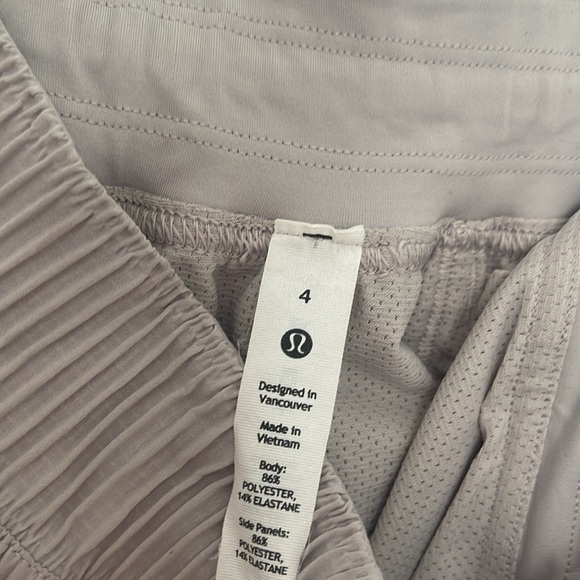 4
Designed in
Vancouver
Made in
Vietnam
Body:
86%
POLYESTER,
14% ELASTANE
Side Panels:
86%
POLYESTER,
14% ELASTANE